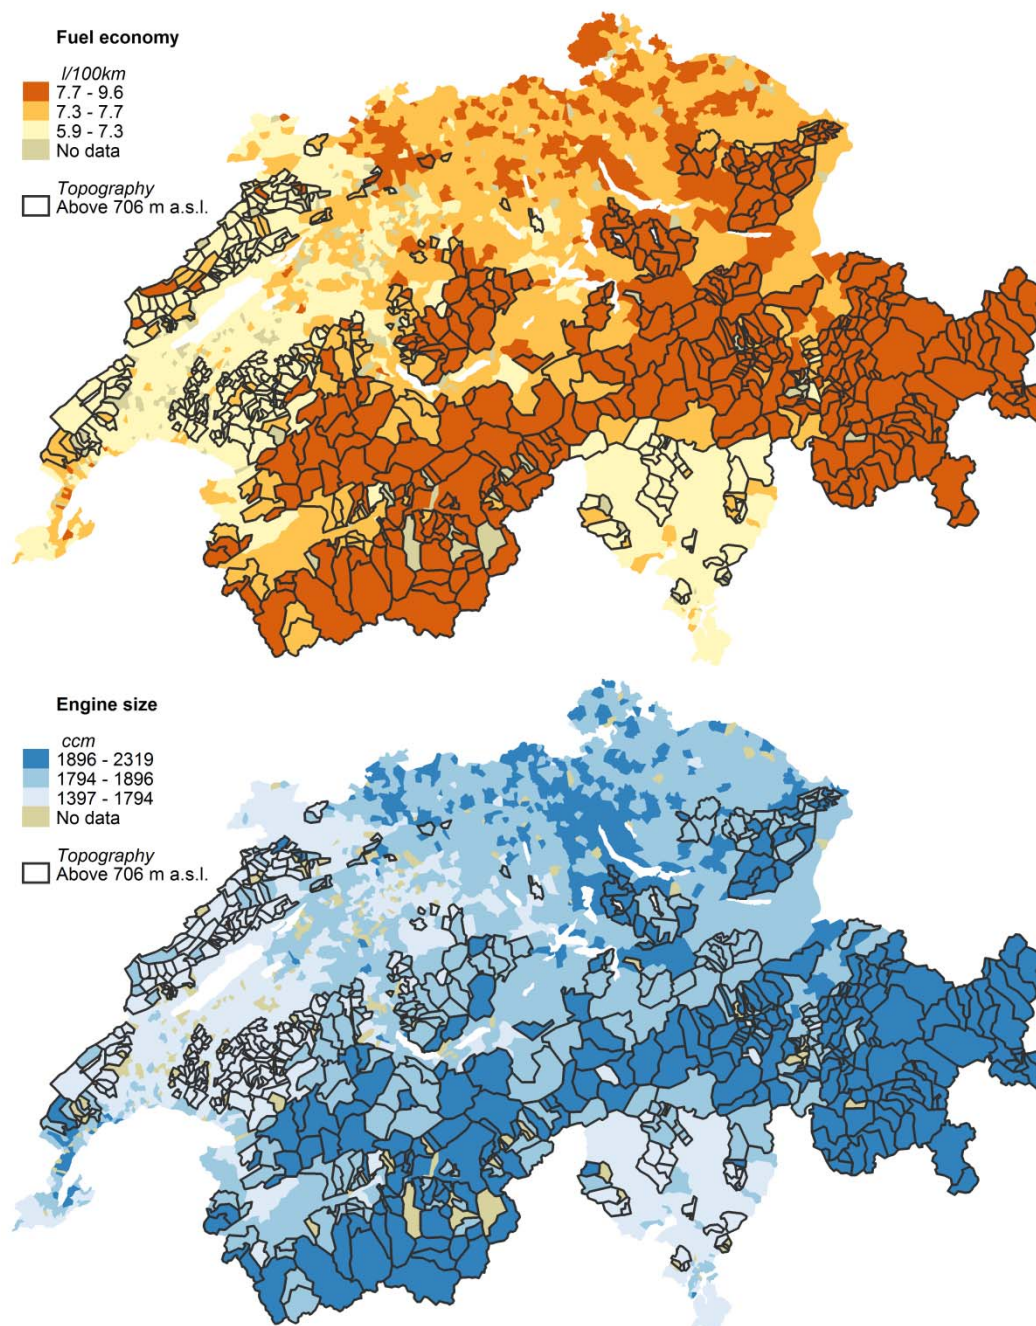 Fuel economy
l/100km
7.7 - 9.6
7.3 - 7.7
5.9 - 7.3
No data
Topography
Above 706 m a.s.l.
Engine size
ccm
1896 - 2319
1794 - 1896
1397 - 1794
No data
Topography
Above 706 m a.s.l.